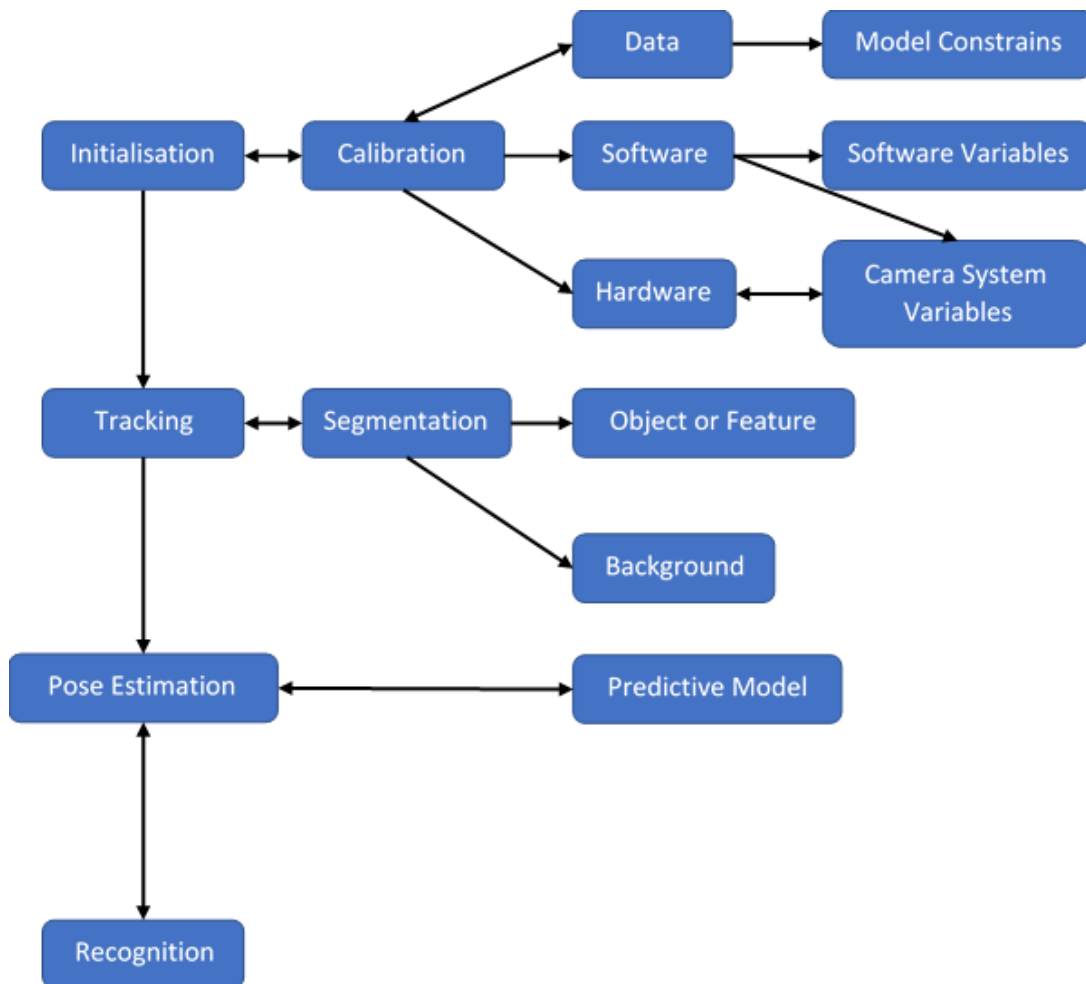 Data
Model Constrains
Initialisation
Calibration
Software
Software Variables
Hardware
Camera System
Variables
Tracking
Segmentation
Object or Feature
Background
Pose Estimation
Predictive Model
Recognition